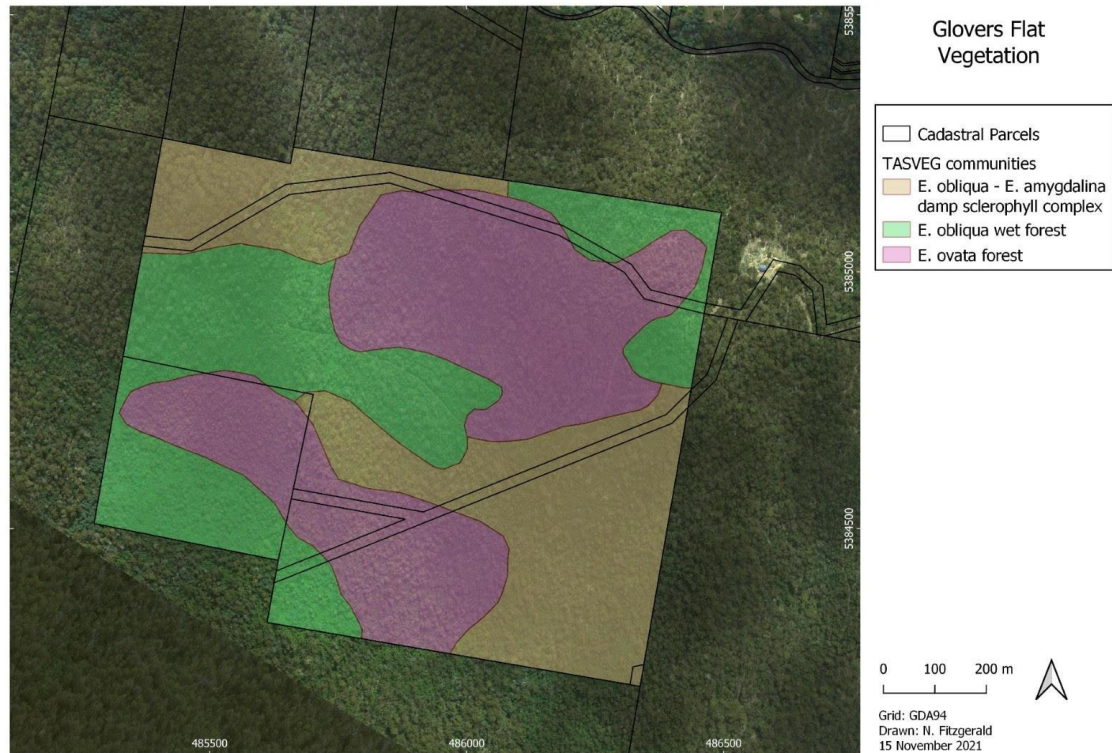 Glovers Flat
Vegetation
Cadastral Parcels
TASVEG communities
E. obliqua - E. amygdalina
damp sclerophyll complex
E. obliqua wet forest
E. ovata forest
53855
5385000
5384500
485500
486000
486500
0 100 200 m
Grid: GDA94
Drawn: N. Fitzgerald
15 November 2021